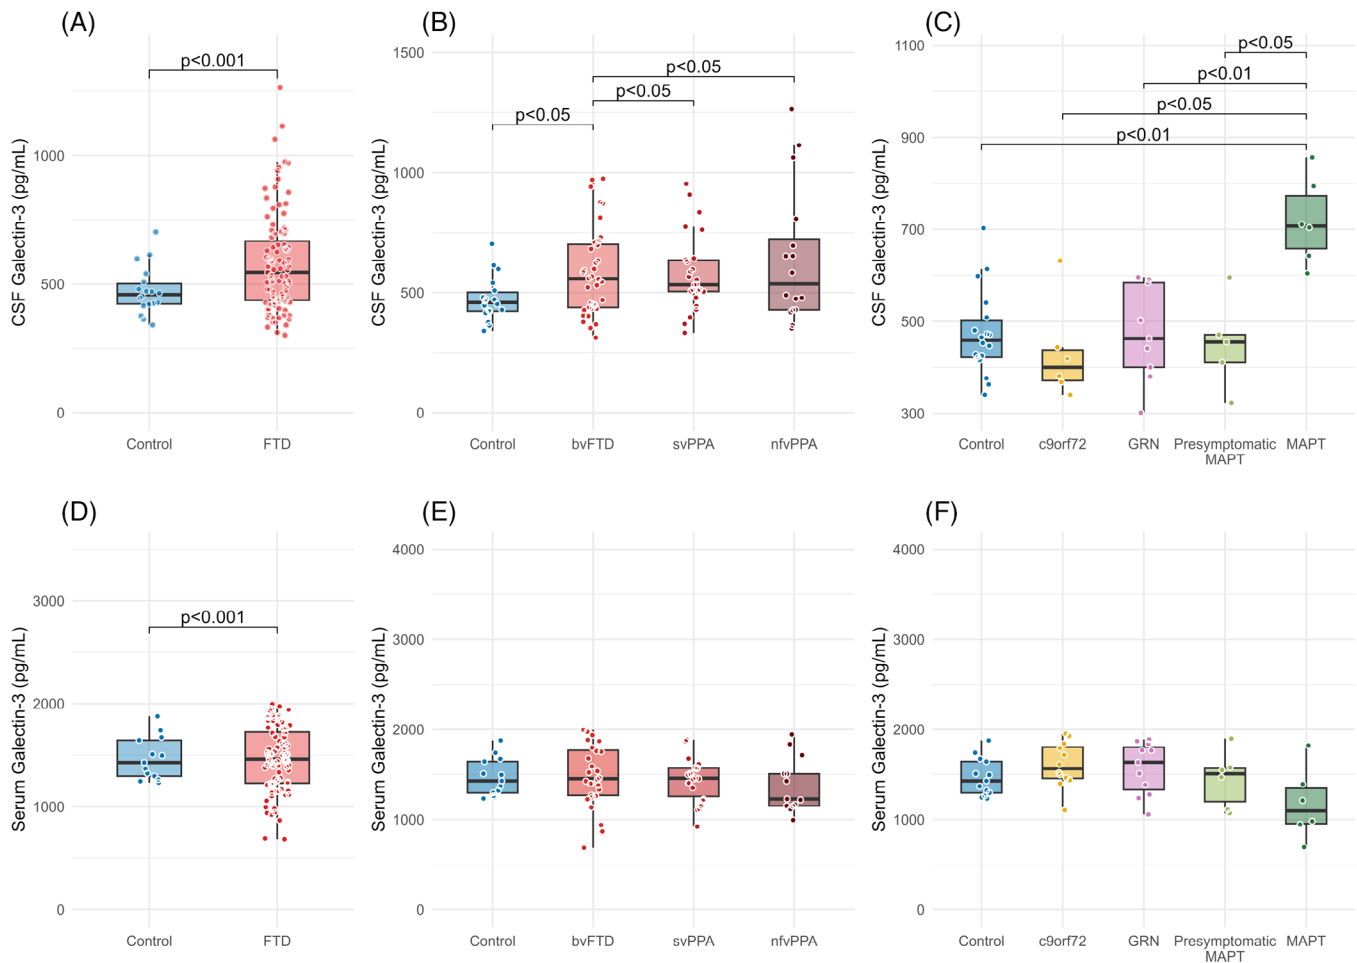 (A)
p<0.001
CSF Galectin-3 (pg/mL)
1000
500
0
Control
FTD
(B)
p<0.05
p<0.05
p<0.05
CSF Galectin-3 (pg/mL)
1500
1000
500
0
Control
bvFTD
svPPA
nfvPPA
(C)
p<0.05
p<0.01
p<0.05
p<0.01
CSF Galectin-3 (pg/mL)
1100
900
700
500
300
Control
c9orf72
GRN
Presymptomatic
MAPT
MAPT
(D)
p<0.001
Serum Galectin-3 (pg/mL)
3000
2000
1000
0
Control
FTD
(E)
Serum Galectin-3 (pg/mL)
4000
3000
2000
1000
0
Control
bvFTD
svPPA
nfvPPA
(F)
Serum Galectin-3 (pg/mL)
4000
3000
2000
1000
0
Control
c9orf72
GRN
Presymptomatic
MAPT
MAPT